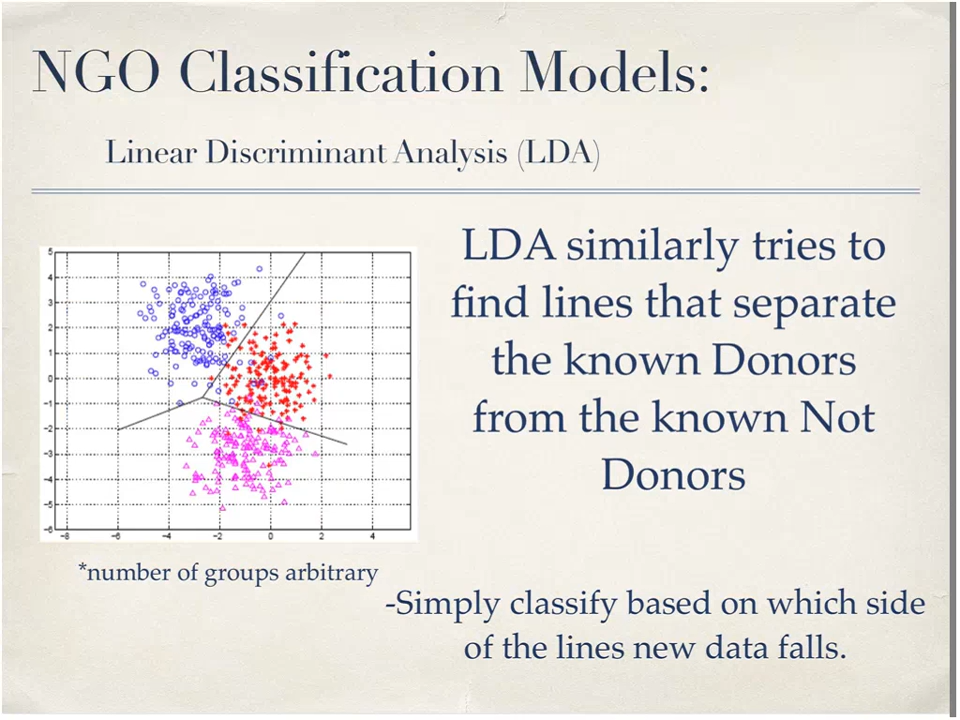 NGO Classification Models:
Linear Discriminant Analysis (LDA)
LDA similarly tries to
find lines that separate
the known Donors
from the known Not
Donors
5
4
3
2
1
0
-1
-2
-3
-4
-5
-6
-8 -6 -4 -2 0 2 4
*number of groups arbitrary
-Simply classify based on which side
of the lines new data falls.